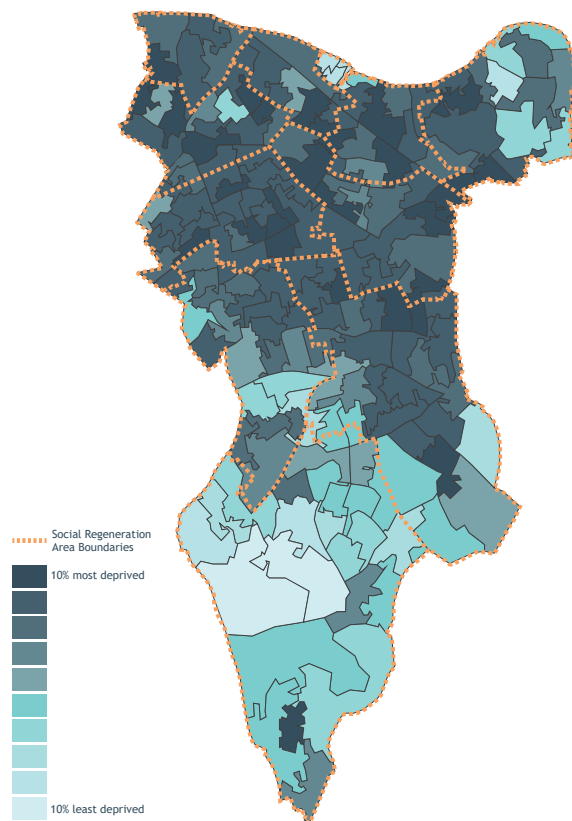 Social Regeneration
Area Boundaries
10% most deprived
10% least deprived